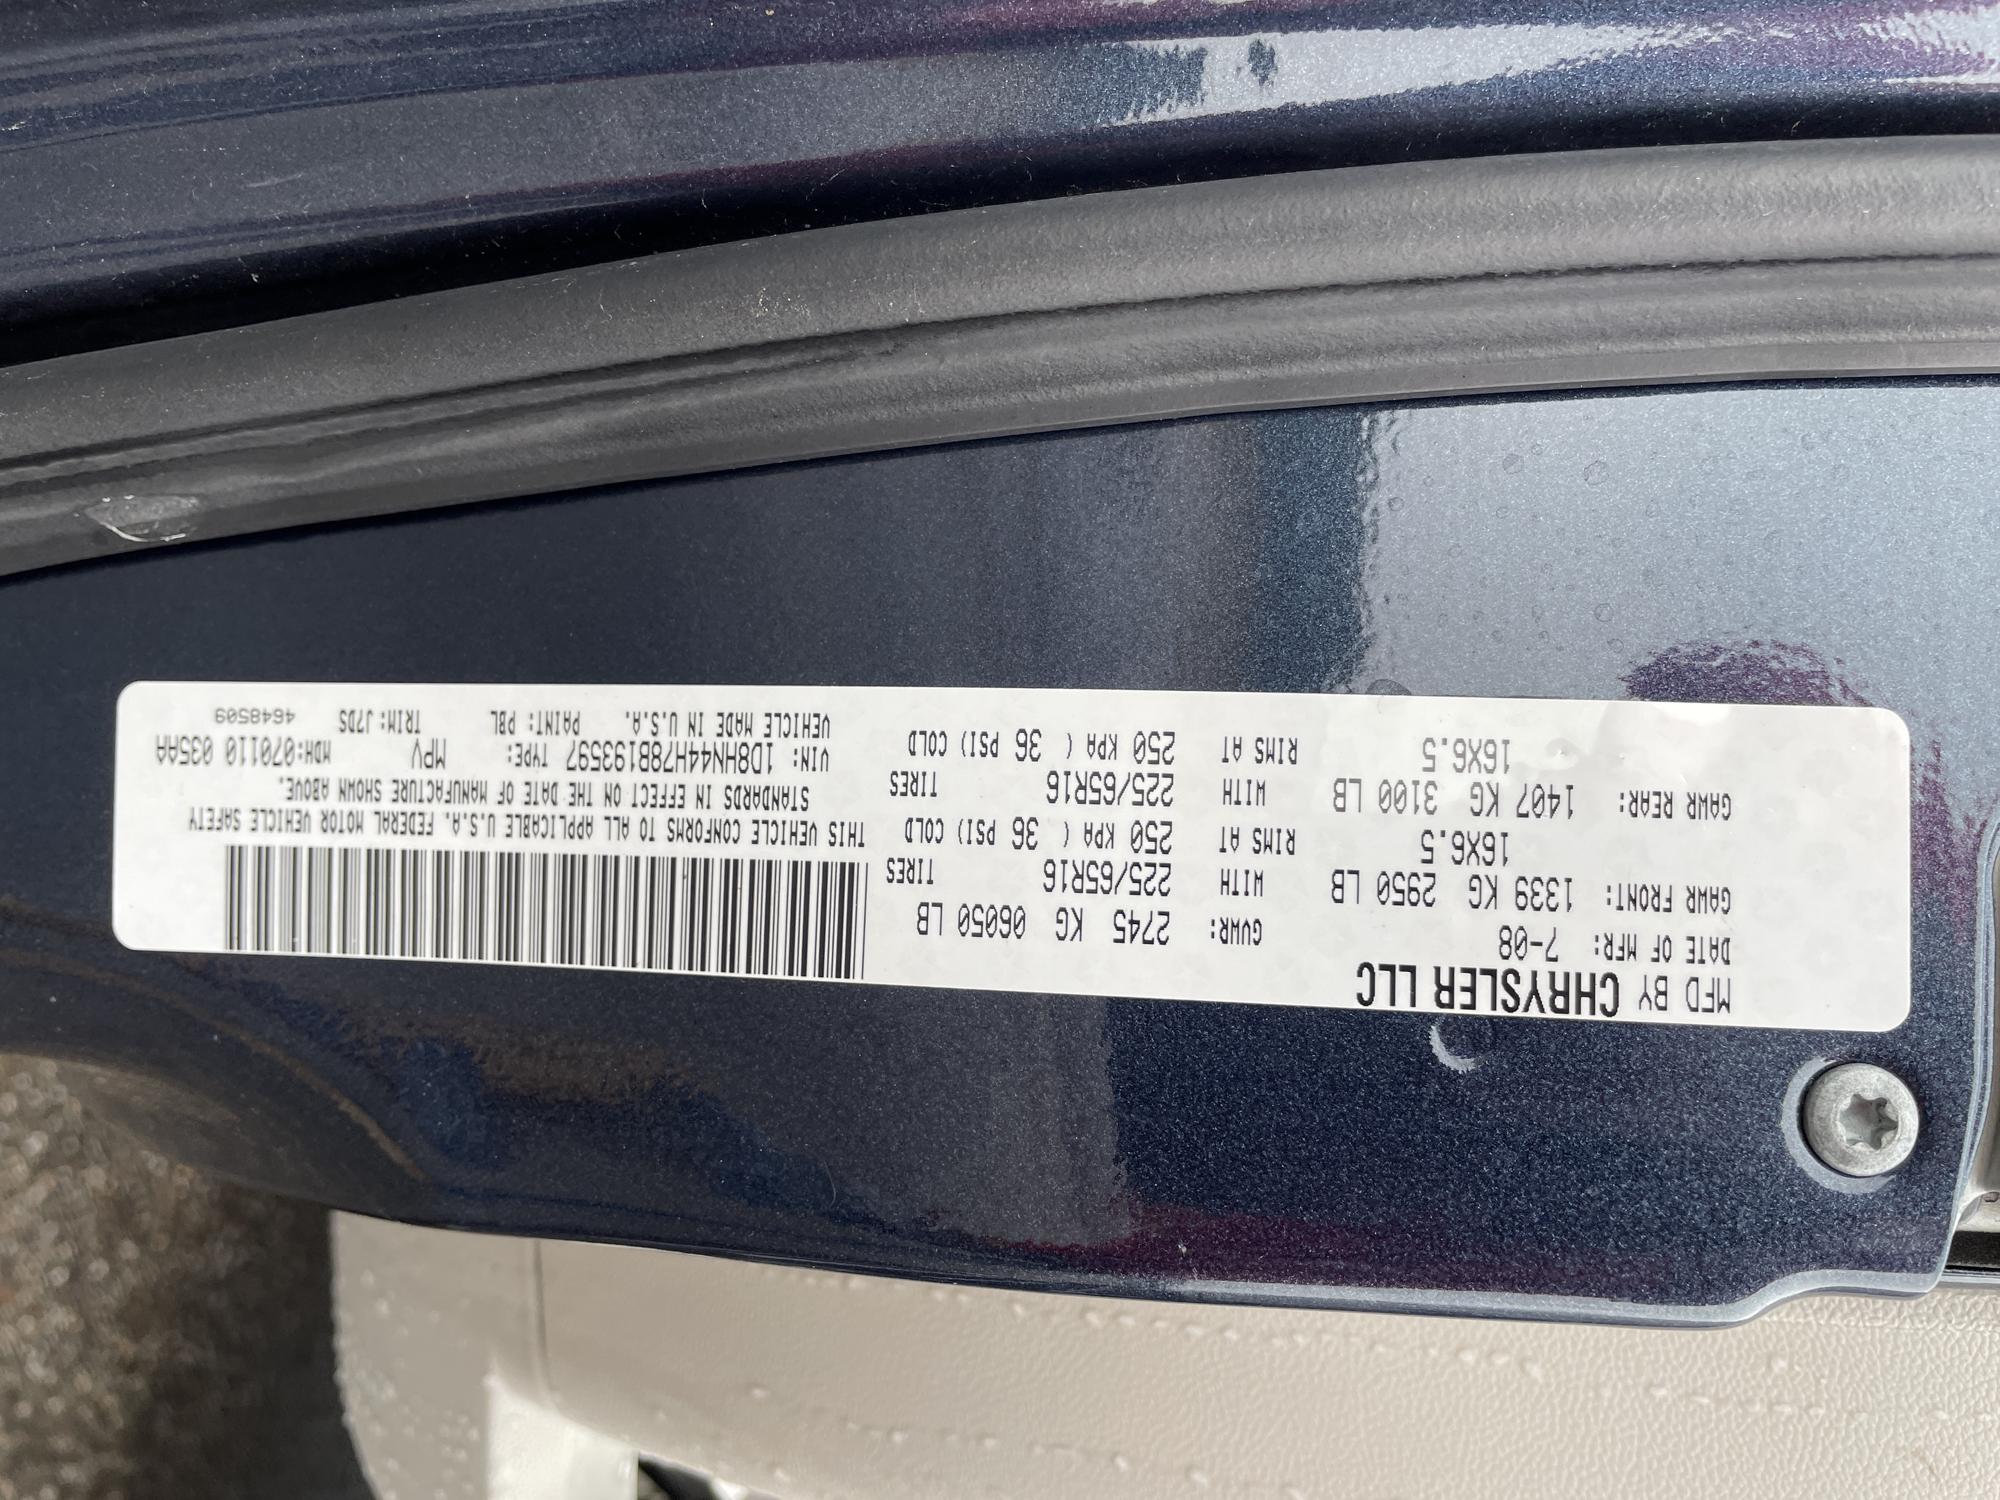 MFD BY CHRYSLER LLC
DATE OF MFR: 7-08
GVWR: 2745 KG 06050 LB
GAWR FRONT: 1339 KG 2950 LB WITH 225/65R16 TIRES
16X6.5 RIMS AT 250 KPA ( 36 PSI) COLD
GAWR REAR: 1407 KG 3100 LB WITH 225/65R16 TIRES
16X6.5 RIMS AT 250 KPA ( 36 PSI) COLD
THIS VEHICLE CONFORMS TO ALL APPLICABLE U.S.A. FEDERAL MOTOR VEHICLE SAFETY
STANDARDS IN EFFECT ON THE DATE OF MANUFACTURE SHOWN ABOVE.
VIN: 1D8HN44H78B193597 TYPE: MPV MDH:070110 035AA
VEHICLE MADE IN U.S.A. PAINT: PBL TRIM: J7DS 4648509